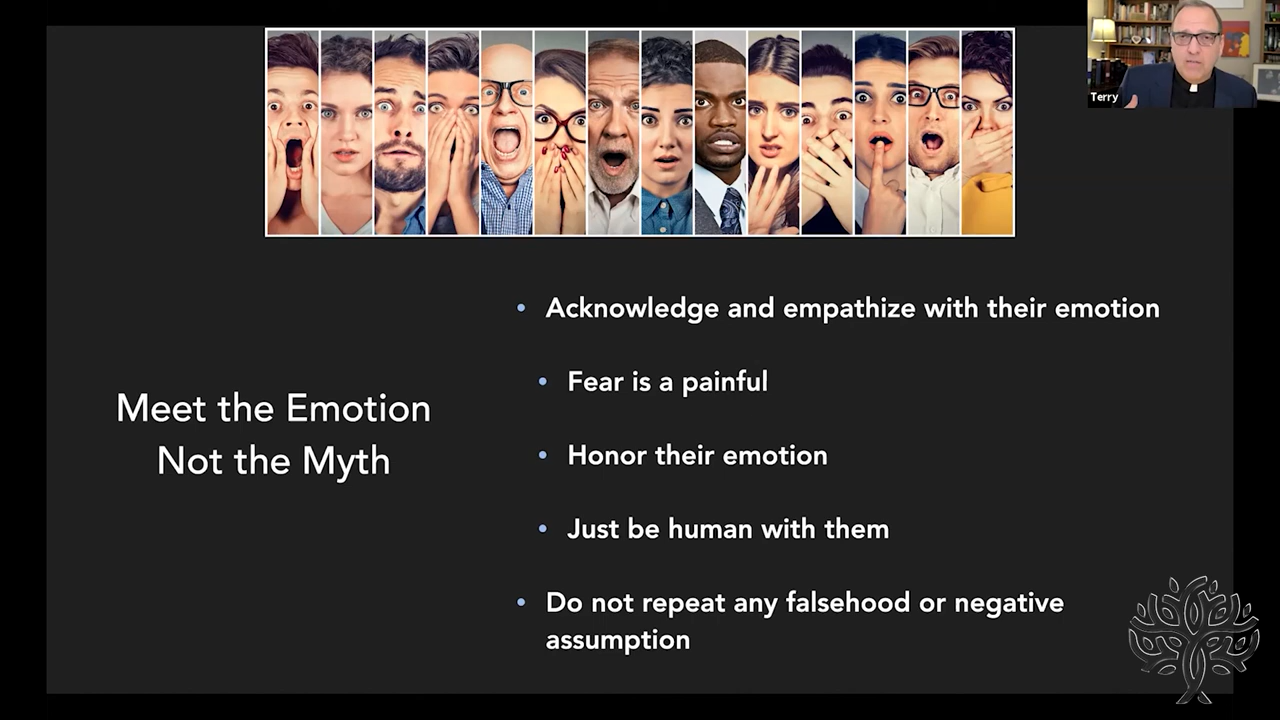 Terry
Meet the Emotion
Not the Myth
Acknowledge and empathize with their emotion
Fear is a painful
Honor their emotion
Just be human with them
Do not repeat any falsehood or negative
assumption